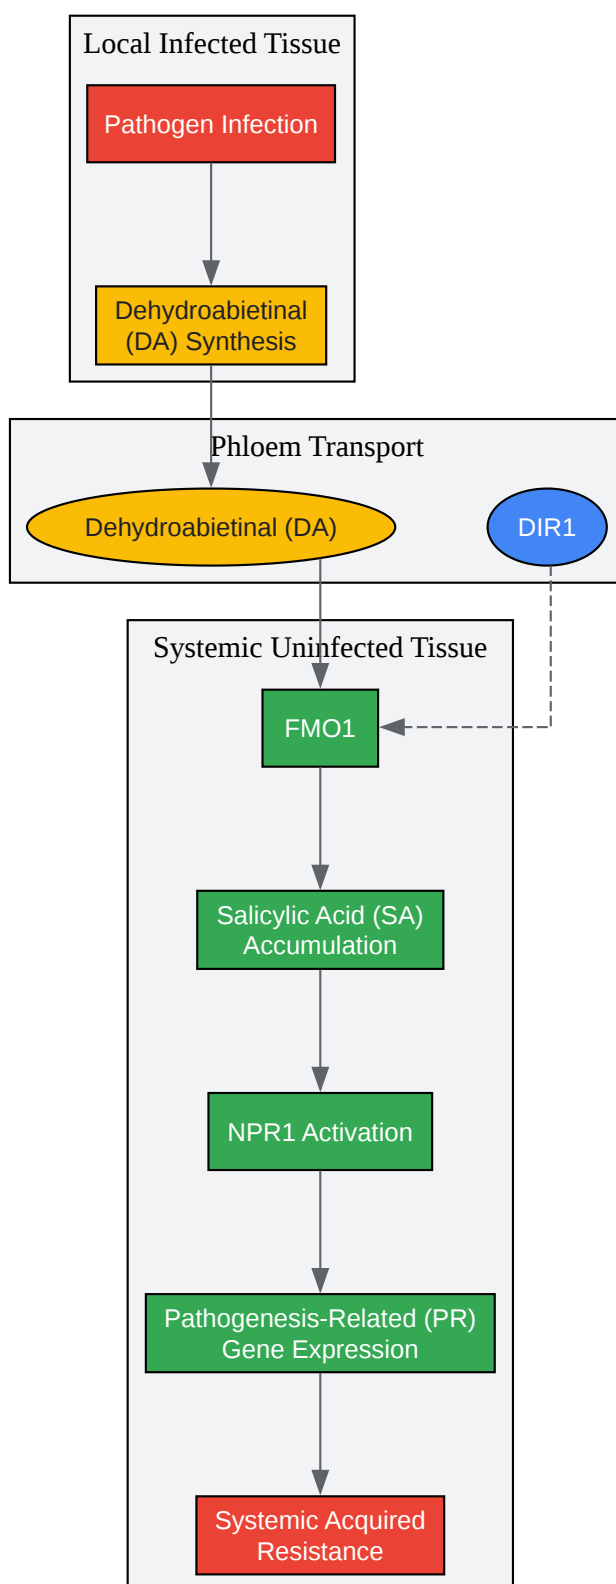 Local Infected Tissue
Pathogen Infection
Dehydroabietinal
(DA) Synthesis
Phloem Transport
Dehydroabietinal (DA)
DIR1
Systemic Uninfected Tissue
FMO1
Salicylic Acid (SA)
Accumulation
NPR1 Activation
Pathogenesis-Related (PR)
Gene Expression
Systemic Acquired
Resistance